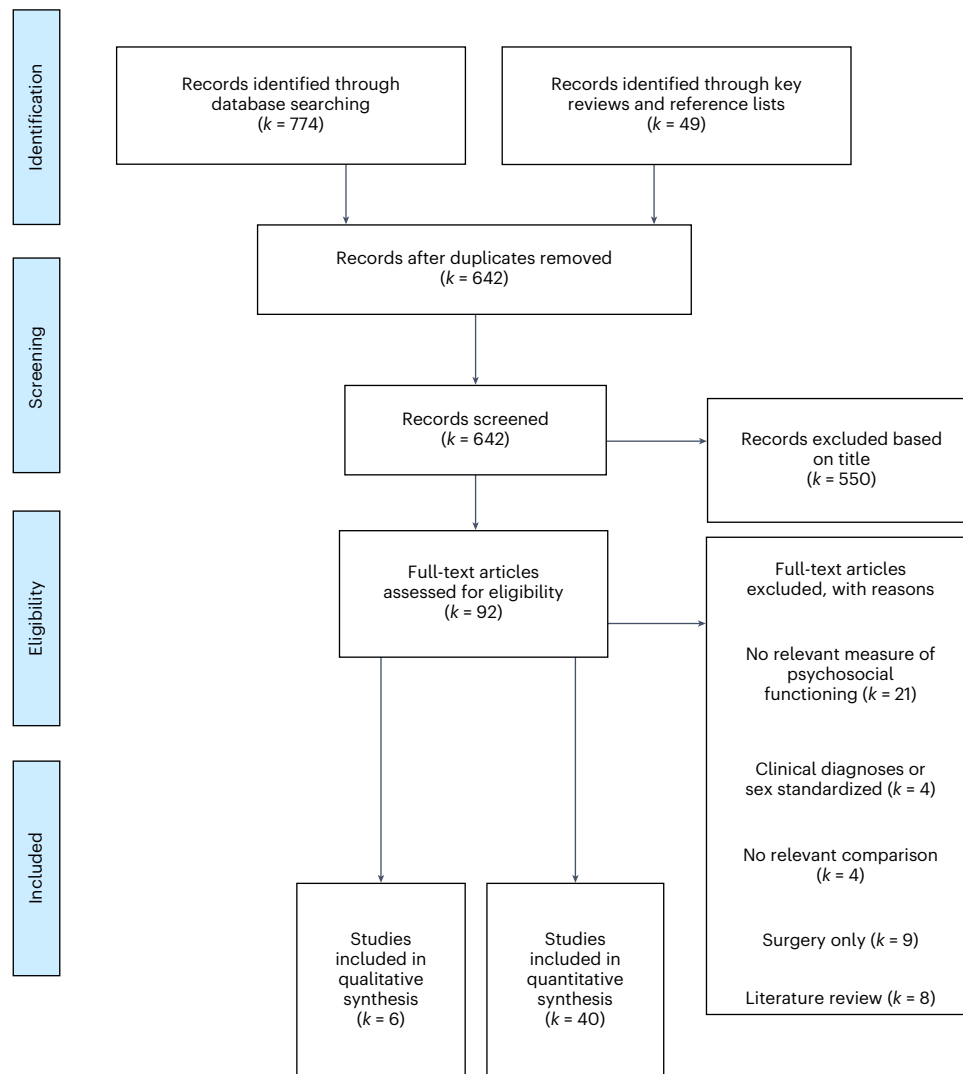 Identification
Records identified through
database searching
(k = 774)
Records identified through key
reviews and reference lists
(k = 49)
Records after duplicates removed
(k = 642)
Screening
Records screened
(k = 642)
Records excluded based
on title
(k = 550)
Eligibility
Full-text articles
assessed for eligibility
(k = 92)
Full-text articles
excluded, with reasons
No relevant measure of
psychosocial
functioning (k = 21)
Clinical diagnoses or
sex standardized (k = 4)
No relevant comparison
(k = 4)
Surgery only (k = 9)
Literature review (k = 8)
Included
Studies
included in
qualitative
synthesis
(k = 6)
Studies
included in
quantitative
synthesis
(k = 40)